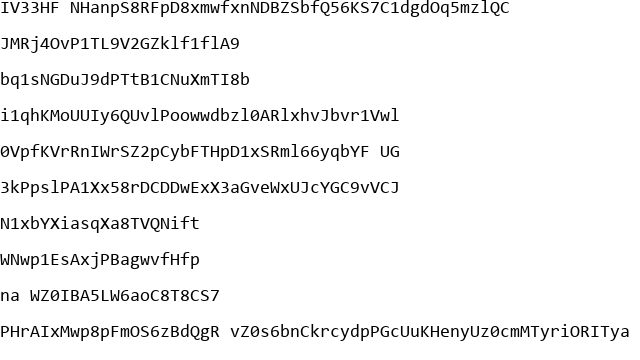 IV33HF NHanpS8RFpD8xmwfxnNDBZSbfQ56KS7C1dgdOq5mzlQC
JMRj4OvP1TL9V2GZklf1flA9
bq1sNGDuJ9dPTtB1CNuXmTI8b
i1qhKMoUUIy6QUvlPoowwdbzl0ARlxhvJbvr1Vwl
0VpfKVrRnIWrSZ2pCybFTHpD1xSRml66yqbYF UG
3kPpslPA1Xx58rDCDDwExX3aGveWxUJcYGC9vVCJ
N1xbYXiasqXa8TVQNift
WNwp1EsAxjPBagwvfHfp
na WZ0IBA5LW6aoC8T8CS7
PHrAIxMwp8pFmOS6zBdQgR vZ0s6bnCkrcydpPGcUuKHenyUz0cmMTyriORITya